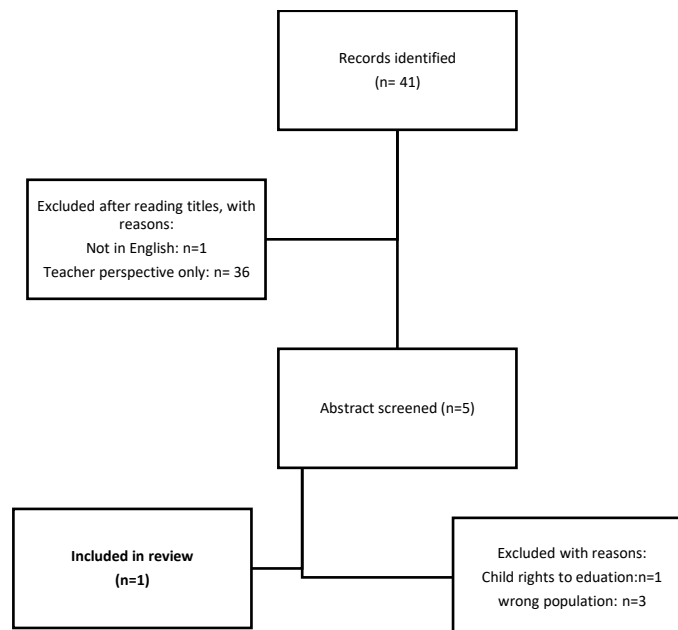 Records identified
(n= 41)
Excluded after reading titles, with
reasons:
Not in English: n=1
Teacher perspective only: n= 36
Abstract screened (n=5)
Included in review
(n=1)
Excluded with reasons:
Child rights to eduation:n=1
wrong population: n=3